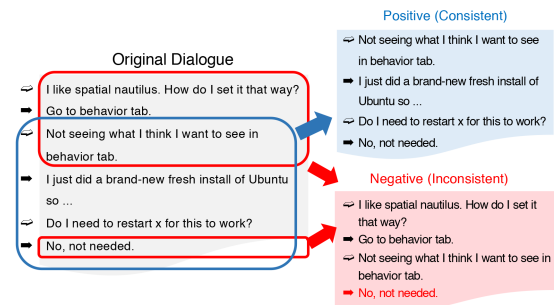 Original Dialogue
➫ I like spatial nautilus. How do I set it that way?
➡ Go to behavior tab.
➫ Not seeing what I think I want to see in
behavior tab.
➡ I just did a brand-new fresh install of Ubuntu
so ...
➫ Do I need to restart x for this to work?
➡ No, not needed.
Positive (Consistent)
➫ Not seeing what I think I want to see
in behavior tab.
➡ I just did a brand-new fresh install of
Ubuntu so ...
➫ Do I need to restart x for this to work?
➡ No, not needed.
Negative (Inconsistent)
➫ I like spatial nautilus. How do I set it
that way?
➡ Go to behavior tab.
➫ Not seeing what I think I want to see in
behavior tab.
➡ No, not needed.